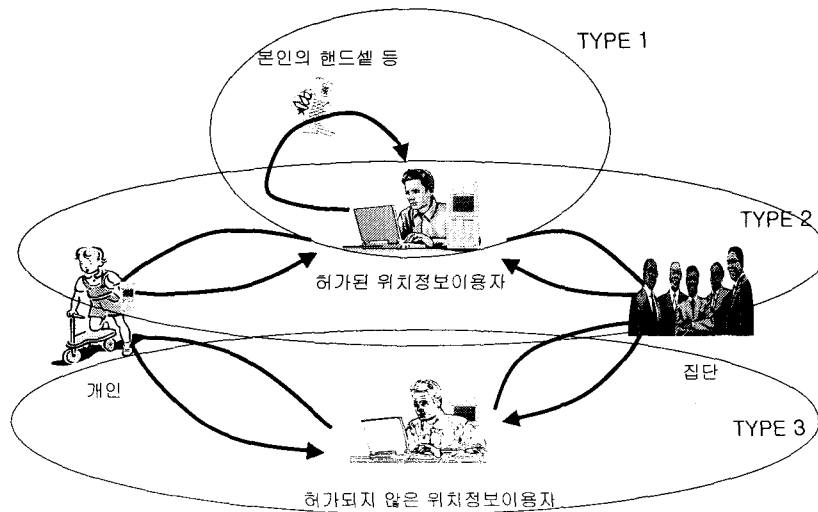 TYPE 1
본인의 핸드셑 등
TYPE 2
허가된 위치정보이용자
개인
집단
TYPE 3
허가되지 않은 위치정보이용자